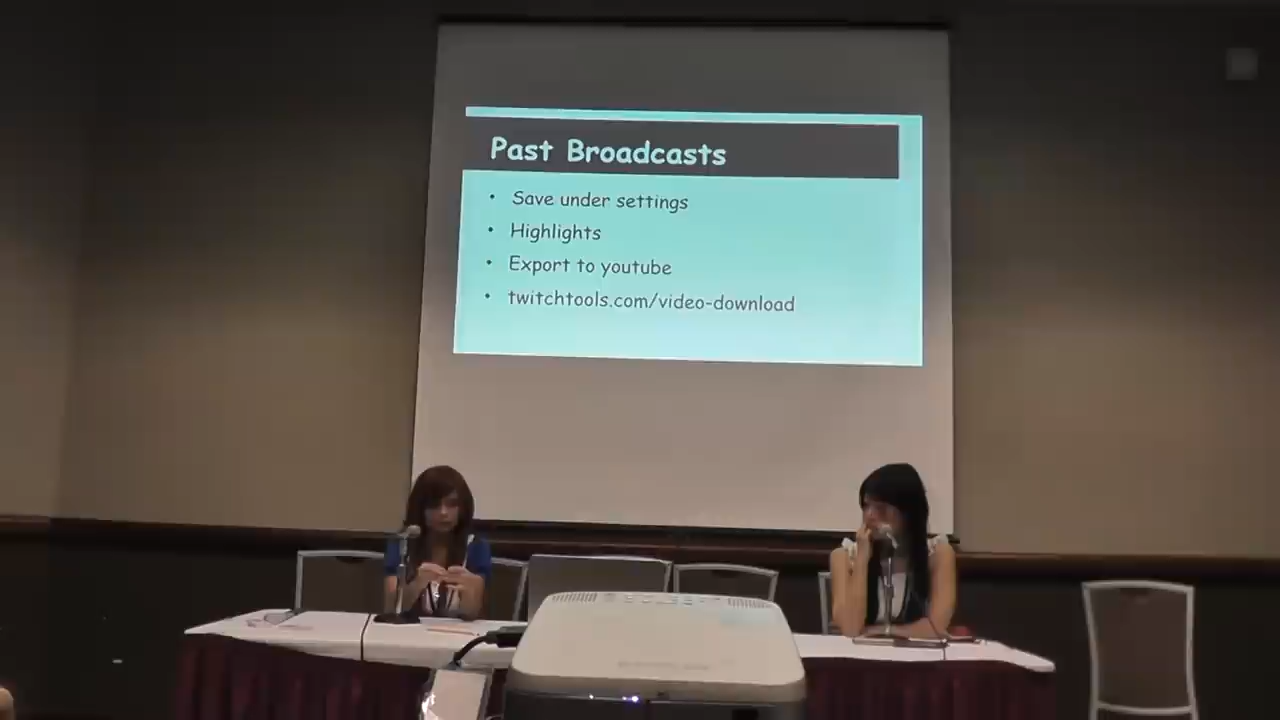 Past Broadcasts
• Save under settings
• Highlights
• Export to youtube
• twitchtools.com/video-download